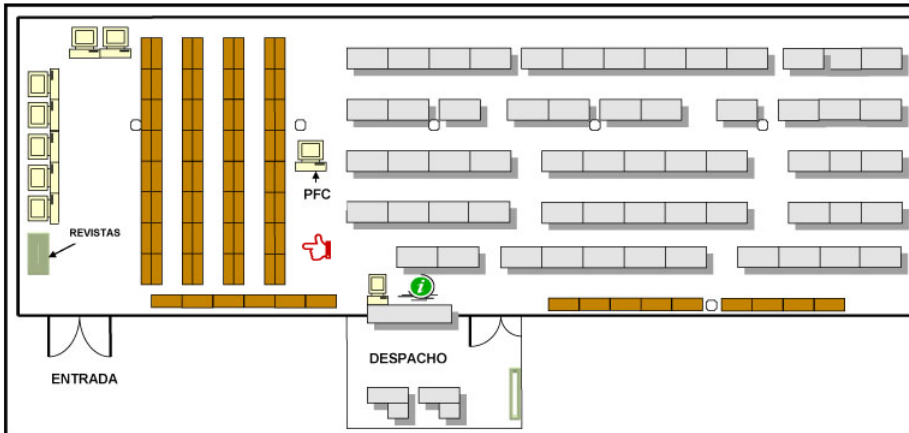 PFC
REVISTAS
i
DESPACHO
ENTRADA